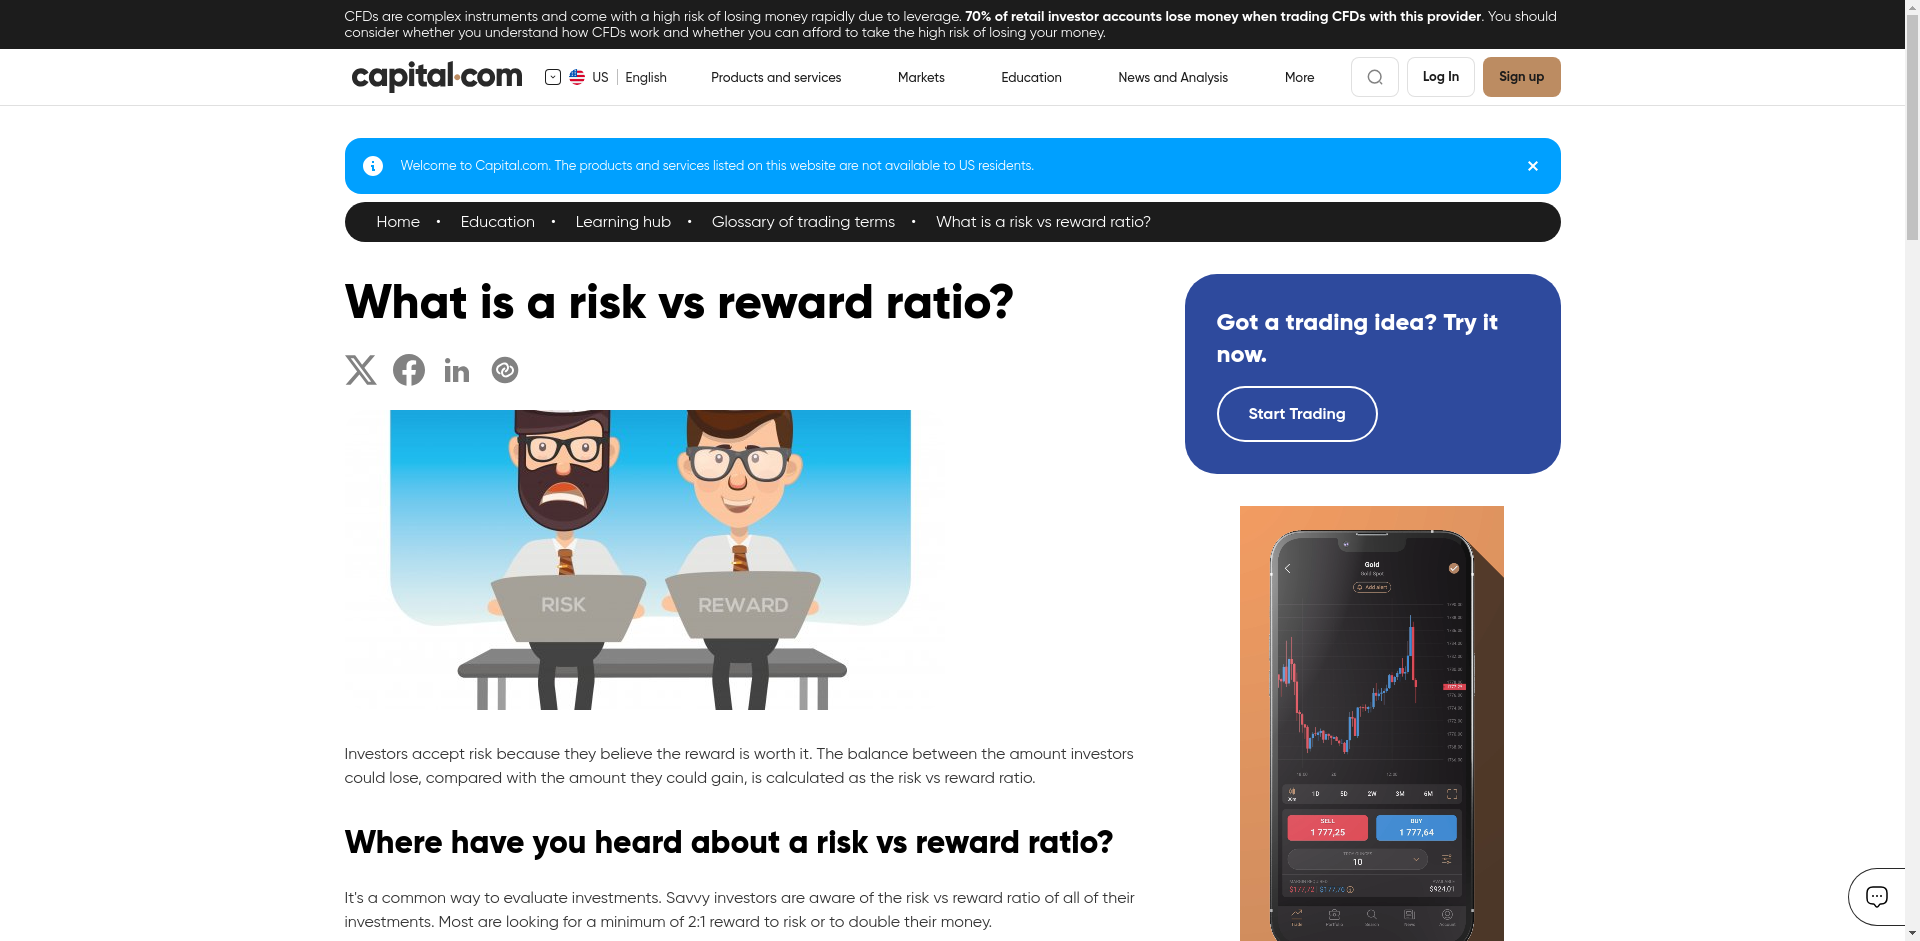 CFDs are complex instruments and come with a high risk of losing money rapidly due to leverage. 70% of retail investor accounts lose money when trading CFDs with this provider. You should
consider whether you understand how CFDs work and whether you can afford to take the high risk of losing your money.
capital.com
US English
Products and services
Markets
Education
News and Analysis
More
Log In
Sign up
Welcome to Capital.com. The products and services listed on this website are not available to US residents.
Home • Education • Learning hub • Glossary of trading terms • What is a risk vs reward ratio?
What is a risk vs reward ratio?
RISK
REWARD
Investors accept risk because they believe the reward is worth it. The balance between the amount investors
could lose, compared with the amount they could gain, is calculated as the risk vs reward ratio.
Where have you heard about a risk vs reward ratio?
It's a common way to evaluate investments. Savvy investors are aware of the risk vs reward ratio of all of their
investments. Most are looking for a minimum of 2:1 reward to risk or to double their money.
Got a trading idea? Try it
now.
Start Trading
Gold
Gold Spot
Add alert
1D 5D 2W 3M 6M
SELL
1 777,25
BUY
1 777,64
10
$924,01